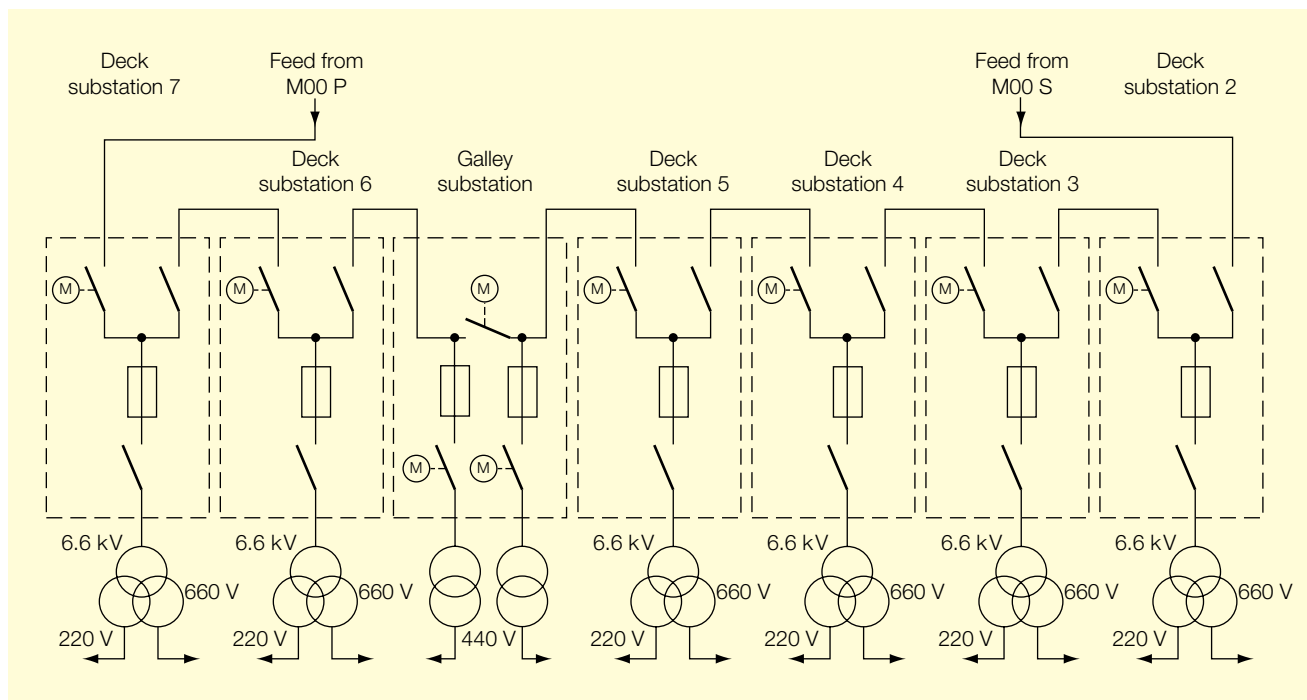 Deck
substation 7
Feed from
M00 P
Feed from
M00 S
Deck
substation 2
Deck
substation 6
Galley
substation
Deck
substation 5
Deck
substation 4
Deck
substation 3
M
M
M
M
M
M
M
M
M
6.6 kV
6.6 kV
6.6 kV
6.6 kV
6.6 kV
6.6 kV
660 V
660 V
660 V
660 V
660 V
660 V
220 V
220 V
440 V
220 V
220 V
220 V
220 V